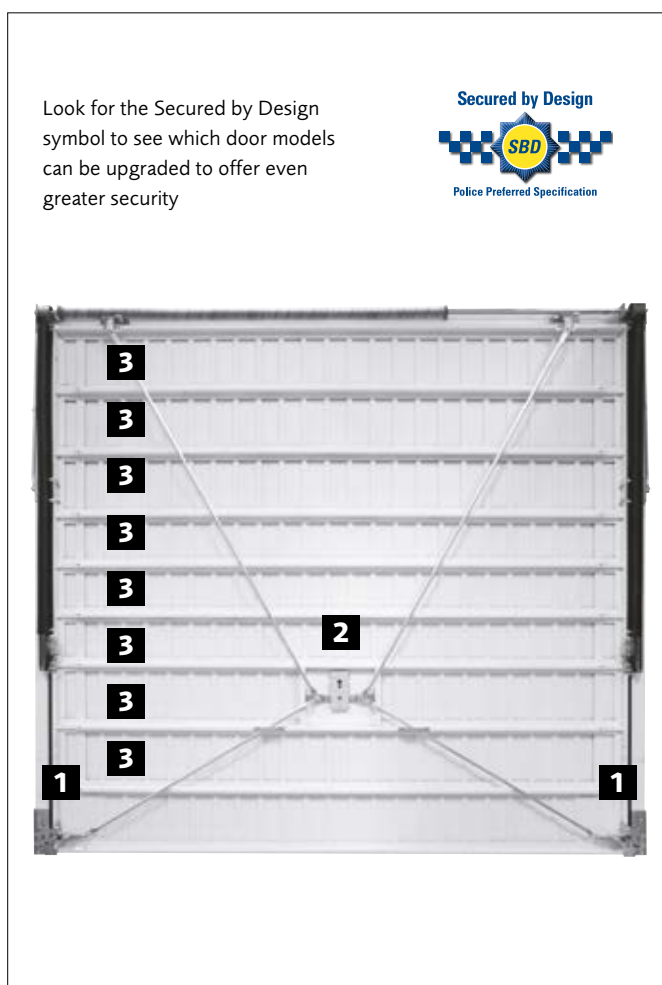 Look for the Secured by Design
symbol to see which door models
can be upgraded to offer even
greater security
Secured by Design
SBD
Police Preferred Specification
3
3
3
3
3
2
3
3
3
1 1